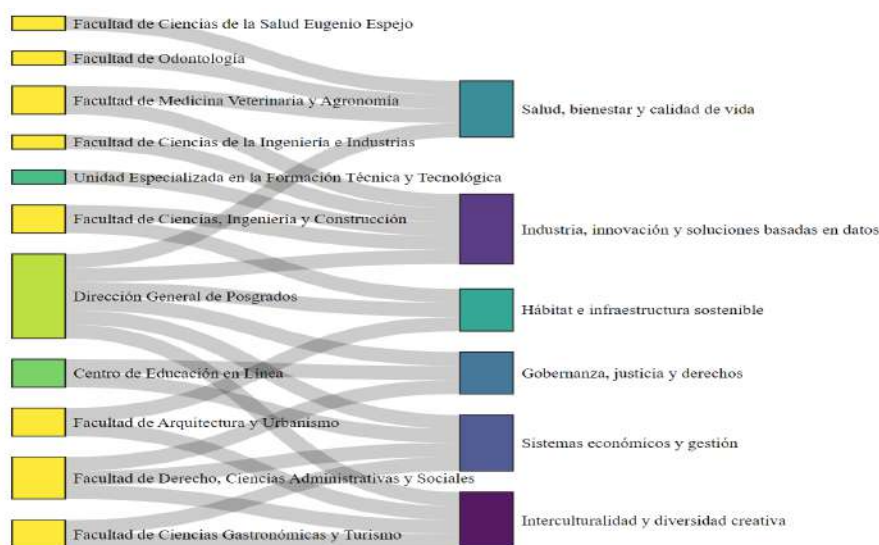 Facultad de Ciencias de la Salud Eugenio Espejo
Facultad de Odontología
Facultad de Medicina Veterinaria y Agronomía
Facultad de Ciencias de la Ingeniería e Industrias
Unidad Especializada en la Formación Técnica y Tecnológica
Facultad de Ciencias, Ingeniería y Construcción
Dirección General de Posgrados
Centro de Educación en Línea
Facultad de Arquitectura y Urbanismo
Facultad de Derecho, Ciencias Administrativas y Sociales
Facultad de Ciencias Gastronómicas y Turismo
Salud, bienestar y calidad de vida
Industria, innovación y soluciones basadas en datos
Hábitat e infraestructura sostenible
Gobernanza, justicia y derechos
Sistemas económicos y gestión
Interculturalidad y diversidad creativa